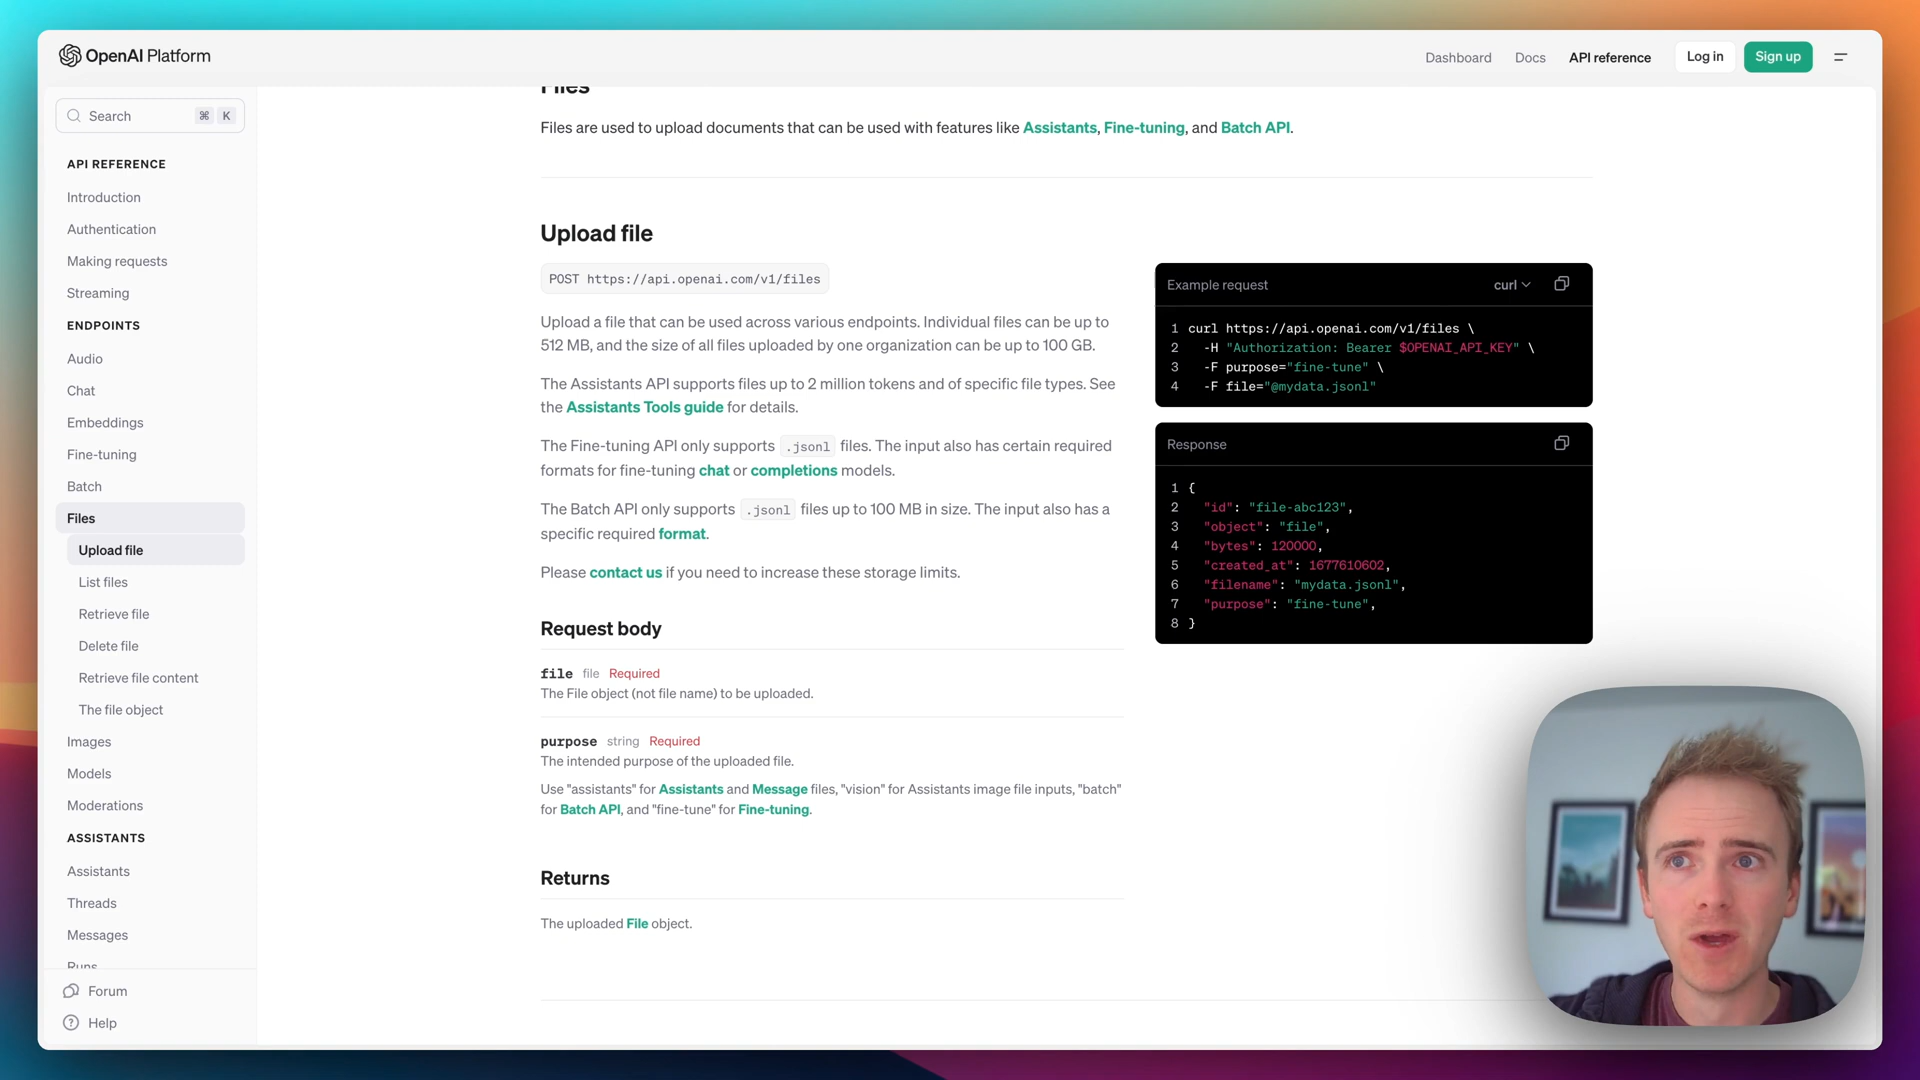 OpenAI Platform
Dashboard
Docs
API reference
Log in
Sign up
Search
⌘ K
API REFERENCE
Introduction
Authentication
Making requests
Streaming
ENDPOINTS
Audio
Chat
Embeddings
Fine-tuning
Batch
Files
Upload file
List files
Retrieve file
Delete file
Retrieve file content
The file object
Images
Models
Moderations
ASSISTANTS
Assistants
Threads
Messages
Runs
Forum
Help
Files
Files are used to upload documents that can be used with features like Assistants, Fine-tuning, and Batch API.
Upload file
POST https://api.openai.com/v1/files
Upload a file that can be used across various endpoints. Individual files can be up to
512 MB, and the size of all files uploaded by one organization can be up to 100 GB.
The Assistants API supports files up to 2 million tokens and of specific file types. See
the Assistants Tools guide for details.
The Fine-tuning API only supports .jsonl files. The input also has certain required
formats for fine-tuning chat or completions models.
The Batch API only supports .jsonl files up to 100 MB in size. The input also has a
specific required format.
Please contact us if you need to increase these storage limits.
Request body
file file Required
The File object (not file name) to be uploaded.
purpose string Required
The intended purpose of the uploaded file.
Use "assistants" for Assistants and Message files, "vision" for Assistants image file inputs, "batch"
for Batch API, and "fine-tune" for Fine-tuning.
Returns
The uploaded File object.
Example request
curl
1 curl https://api.openai.com/v1/files \
2 -H "Authorization: Bearer $OPENAI_API_KEY" \
3 -F purpose="fine-tune" \
4 -F file="@mydata.jsonl"
Response
1 {
2 "id": "file-abc123",
3 "object": "file",
4 "bytes": 120000,
5 "created_at": 1677610602,
6 "filename": "mydata.jsonl",
7 "purpose": "fine-tune",
8 }